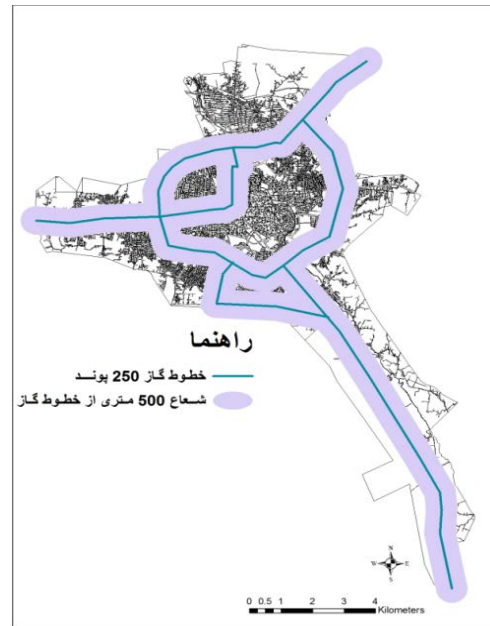 راهنما
خطوط گاز 250 پوند
شعاع 500 متری از خطوط گاز
N
W E
S
0 0.5 1 2 3 4
Kilometers